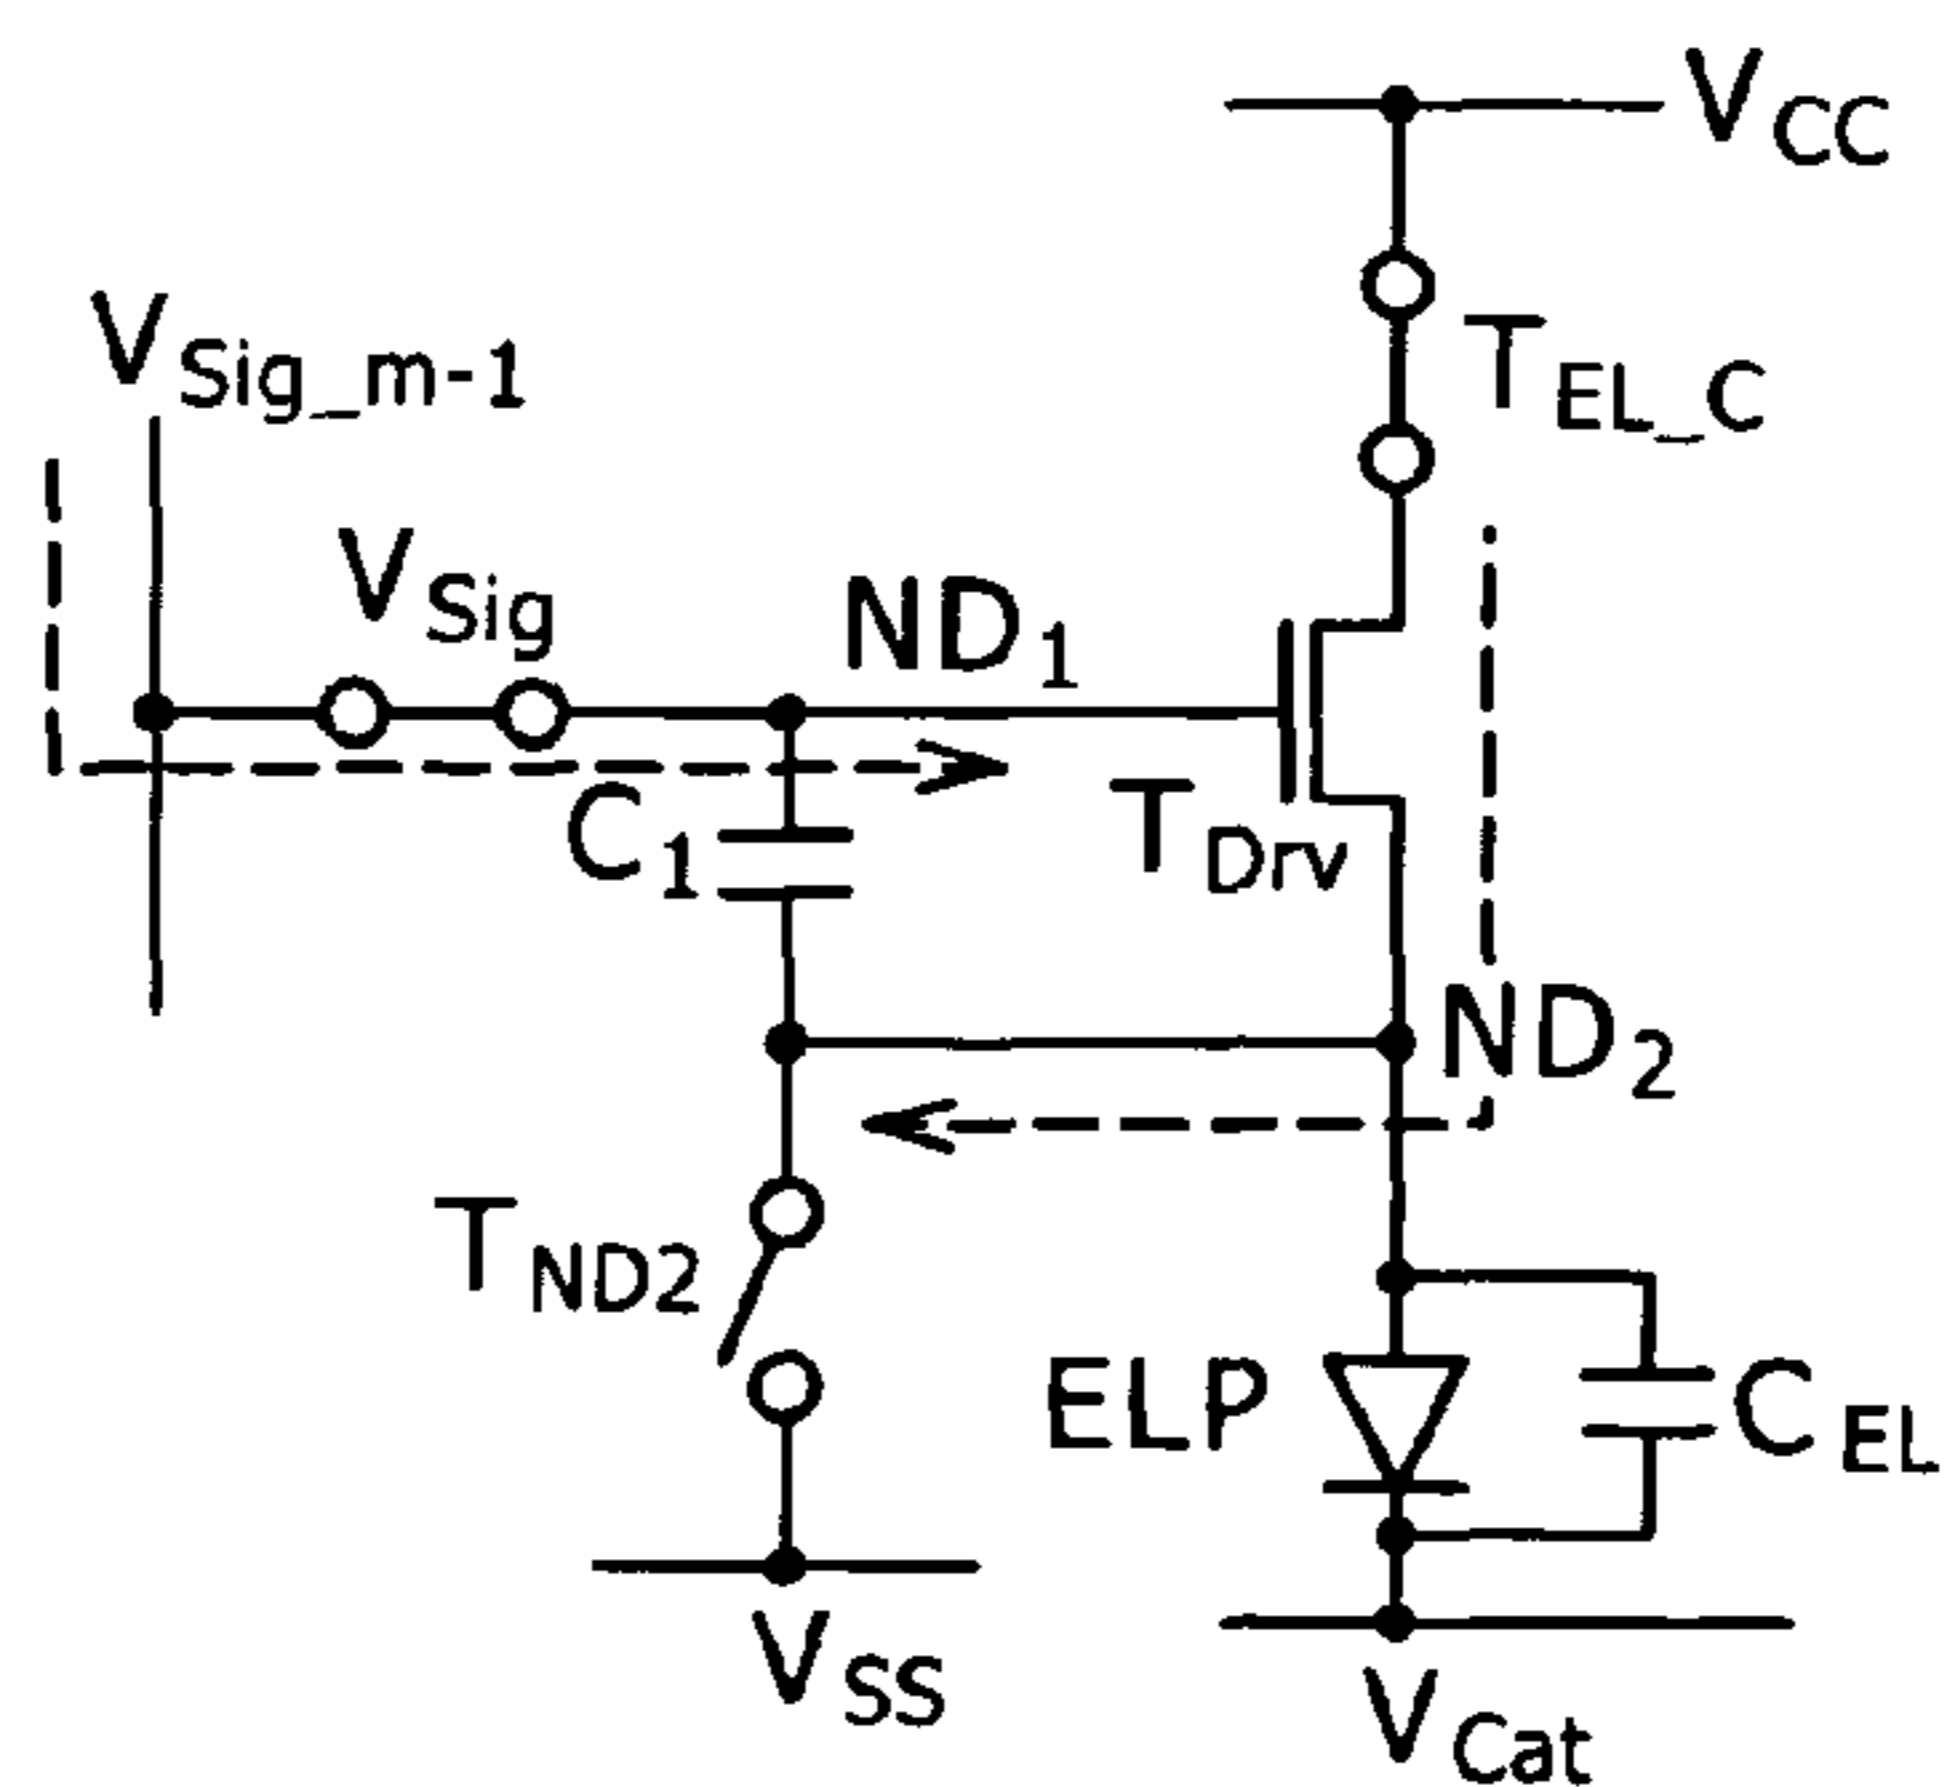 V_CC
V_Sig_m-1
T_EL_C
V_Sig
ND_1
C_1
T_Drv
ND_2
T_ND2
ELP
C_EL
V_SS
V_Cat